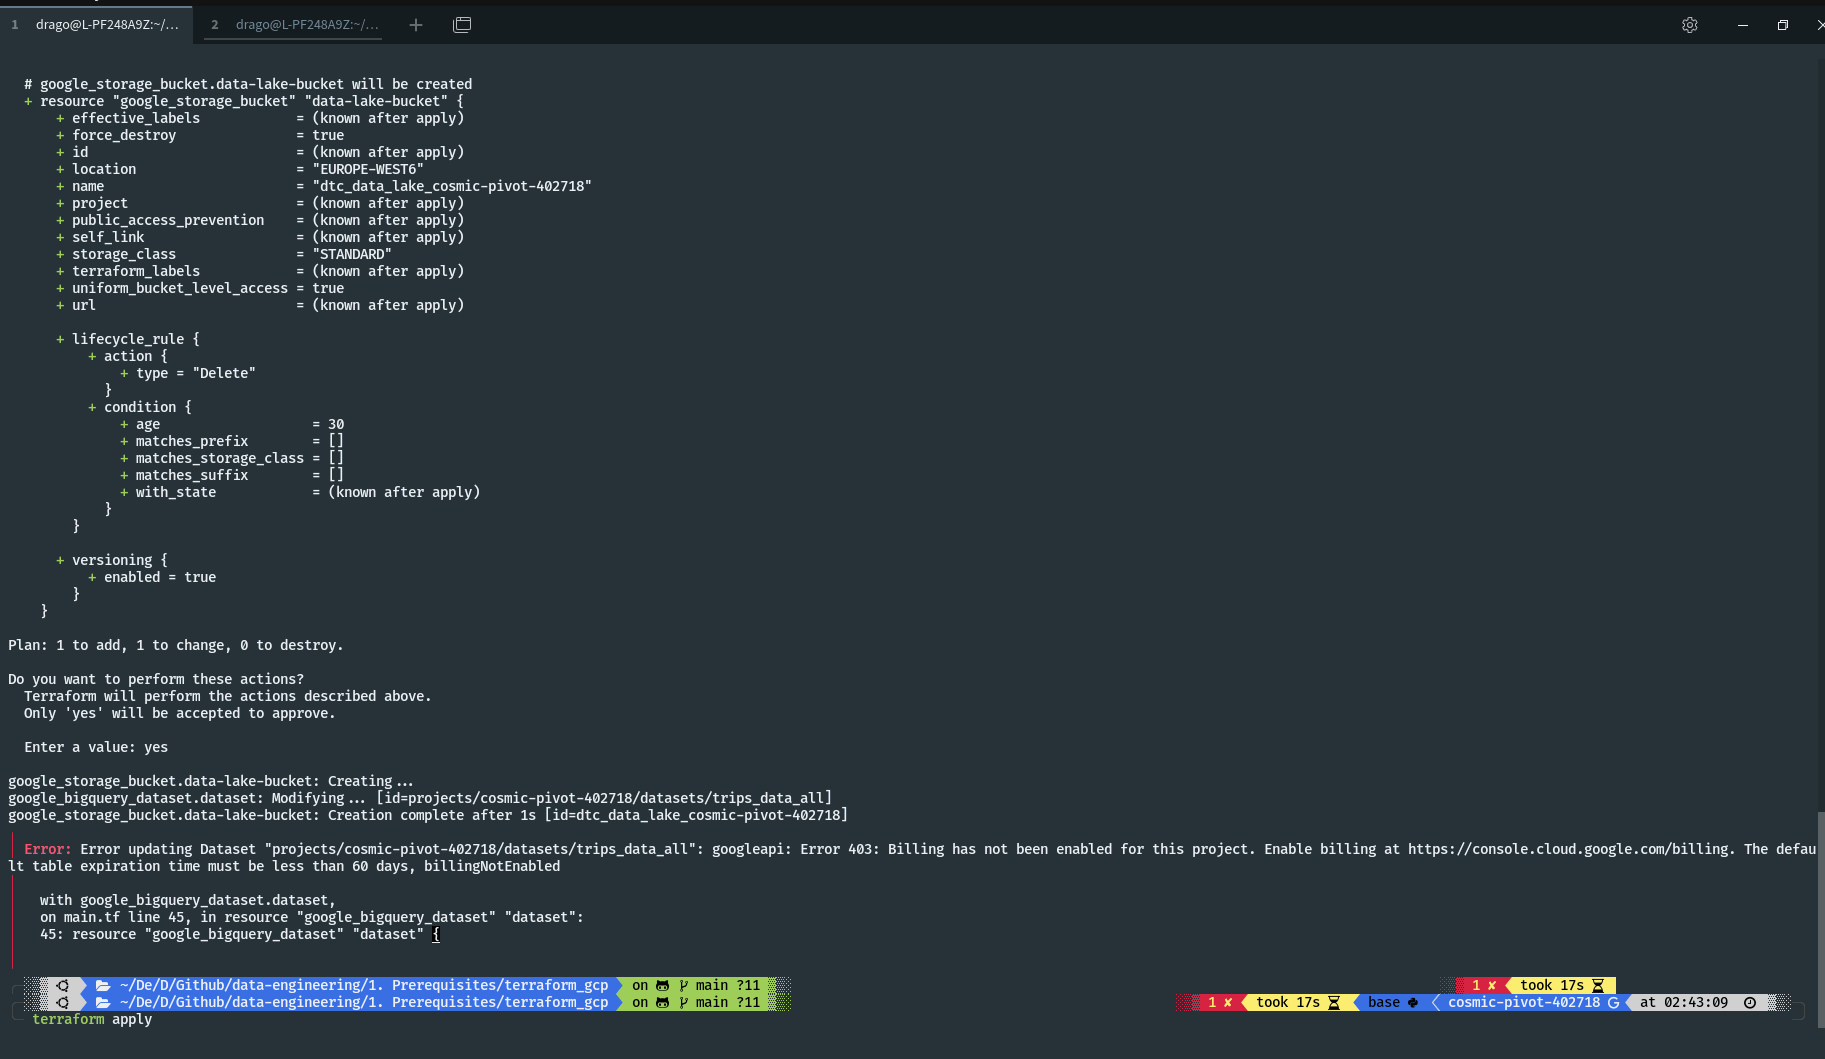 1 drago@L-PF248A9Z:~/... 2 drago@L-PF248A9Z:~/...
# google_storage_bucket.data-lake-bucket will be created
+ resource "google_storage_bucket" "data-lake-bucket" {
+ effective_labels = (known after apply)
+ force_destroy = true
+ id = (known after apply)
+ location = "EUROPE-WEST6"
+ name = "dtc_data_lake_cosmic-pivot-402718"
+ project = (known after apply)
+ public_access_prevention = (known after apply)
+ self_link = (known after apply)
+ storage_class = "STANDARD"
+ terraform_labels = (known after apply)
+ uniform_bucket_level_access = true
+ url = (known after apply)
+ lifecycle_rule {
+ action {
+ type = "Delete"
}
+ condition {
+ age = 30
+ matches_prefix = []
+ matches_storage_class = []
+ matches_suffix = []
+ with_state = (known after apply)
}
}
+ versioning {
+ enabled = true
}
}
Plan: 1 to add, 1 to change, 0 to destroy.
Do you want to perform these actions?
Terraform will perform the actions described above.
Only 'yes' will be accepted to approve.
Enter a value: yes
google_storage_bucket.data-lake-bucket: Creating...
google_bigquery_dataset.dataset: Modifying... [id=projects/cosmic-pivot-402718/datasets/trips_data_all]
google_storage_bucket.data-lake-bucket: Creation complete after 1s [id=dtc_data_lake_cosmic-pivot-402718]
Error: Error updating Dataset "projects/cosmic-pivot-402718/datasets/trips_data_all": googleapi: Error 403: Billing has not been enabled for this project. Enable billing at https://console.cloud.google.com/billing. The defau
lt table expiration time must be less than 60 days, billingNotEnabled
with google_bigquery_dataset.dataset,
on main.tf line 45, in resource "google_bigquery_dataset" "dataset":
45: resource "google_bigquery_dataset" "dataset" {
~/De/D/Github/data-engineering/1. Prerequisites/terraform_gcp on main ?11 1 ✘ took 17s
~/De/D/Github/data-engineering/1. Prerequisites/terraform_gcp on main ?11 1 ✘ took 17s base cosmic-pivot-402718 G at 02:43:09
terraform apply